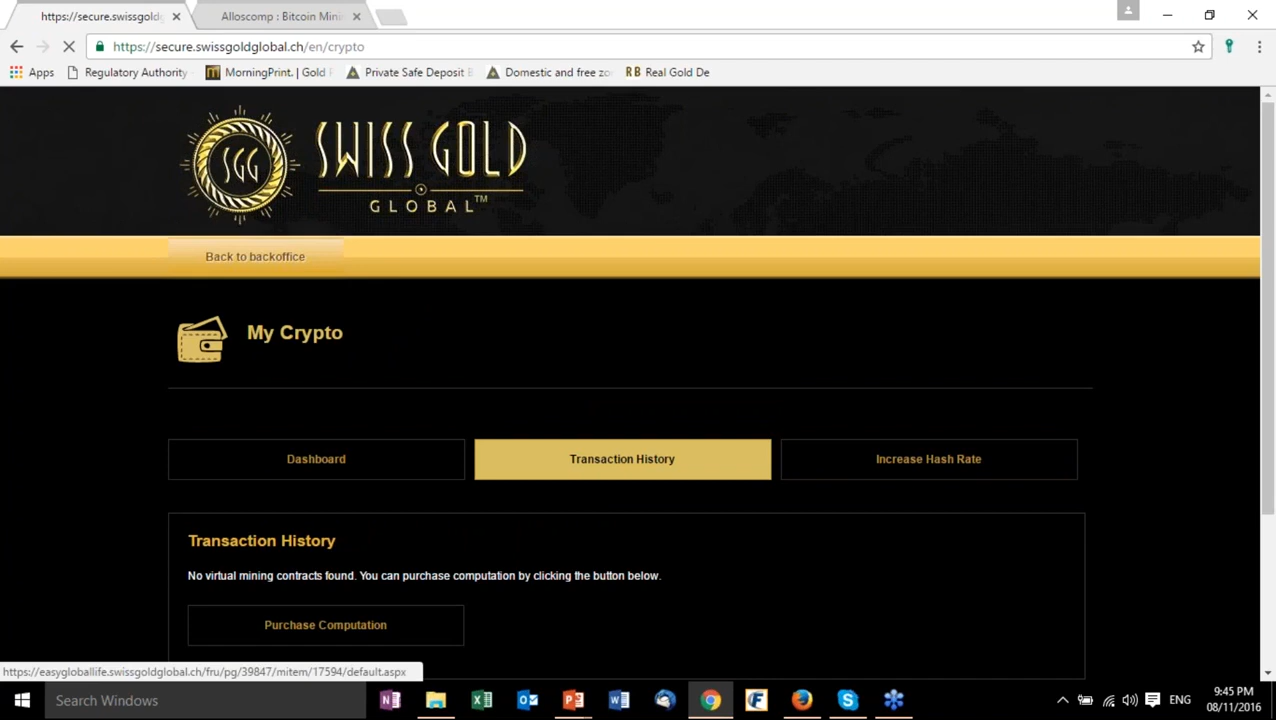 https://secure.swissgold
Alloscomp : Bitcoin Mini
https://secure.swissgoldglobal.ch/en/crypto
Apps
Regulatory Authority
MorningPrint. | Gold
Private Safe Deposit
Domestic and free zo
RB Real Gold De
SGG
SWISS GOLD
GLOBAL™
Back to backoffice
My Crypto
Dashboard
Transaction History
Increase Hash Rate
Transaction History
No virtual mining contracts found. You can purchase computation by clicking the button below.
Purchase Computation
https://easygloballife.swissgoldglobal.ch/fru/pg/39847/mitem/17594/default.aspx
Search Windows
ENG
9:45 PM
08/11/2016